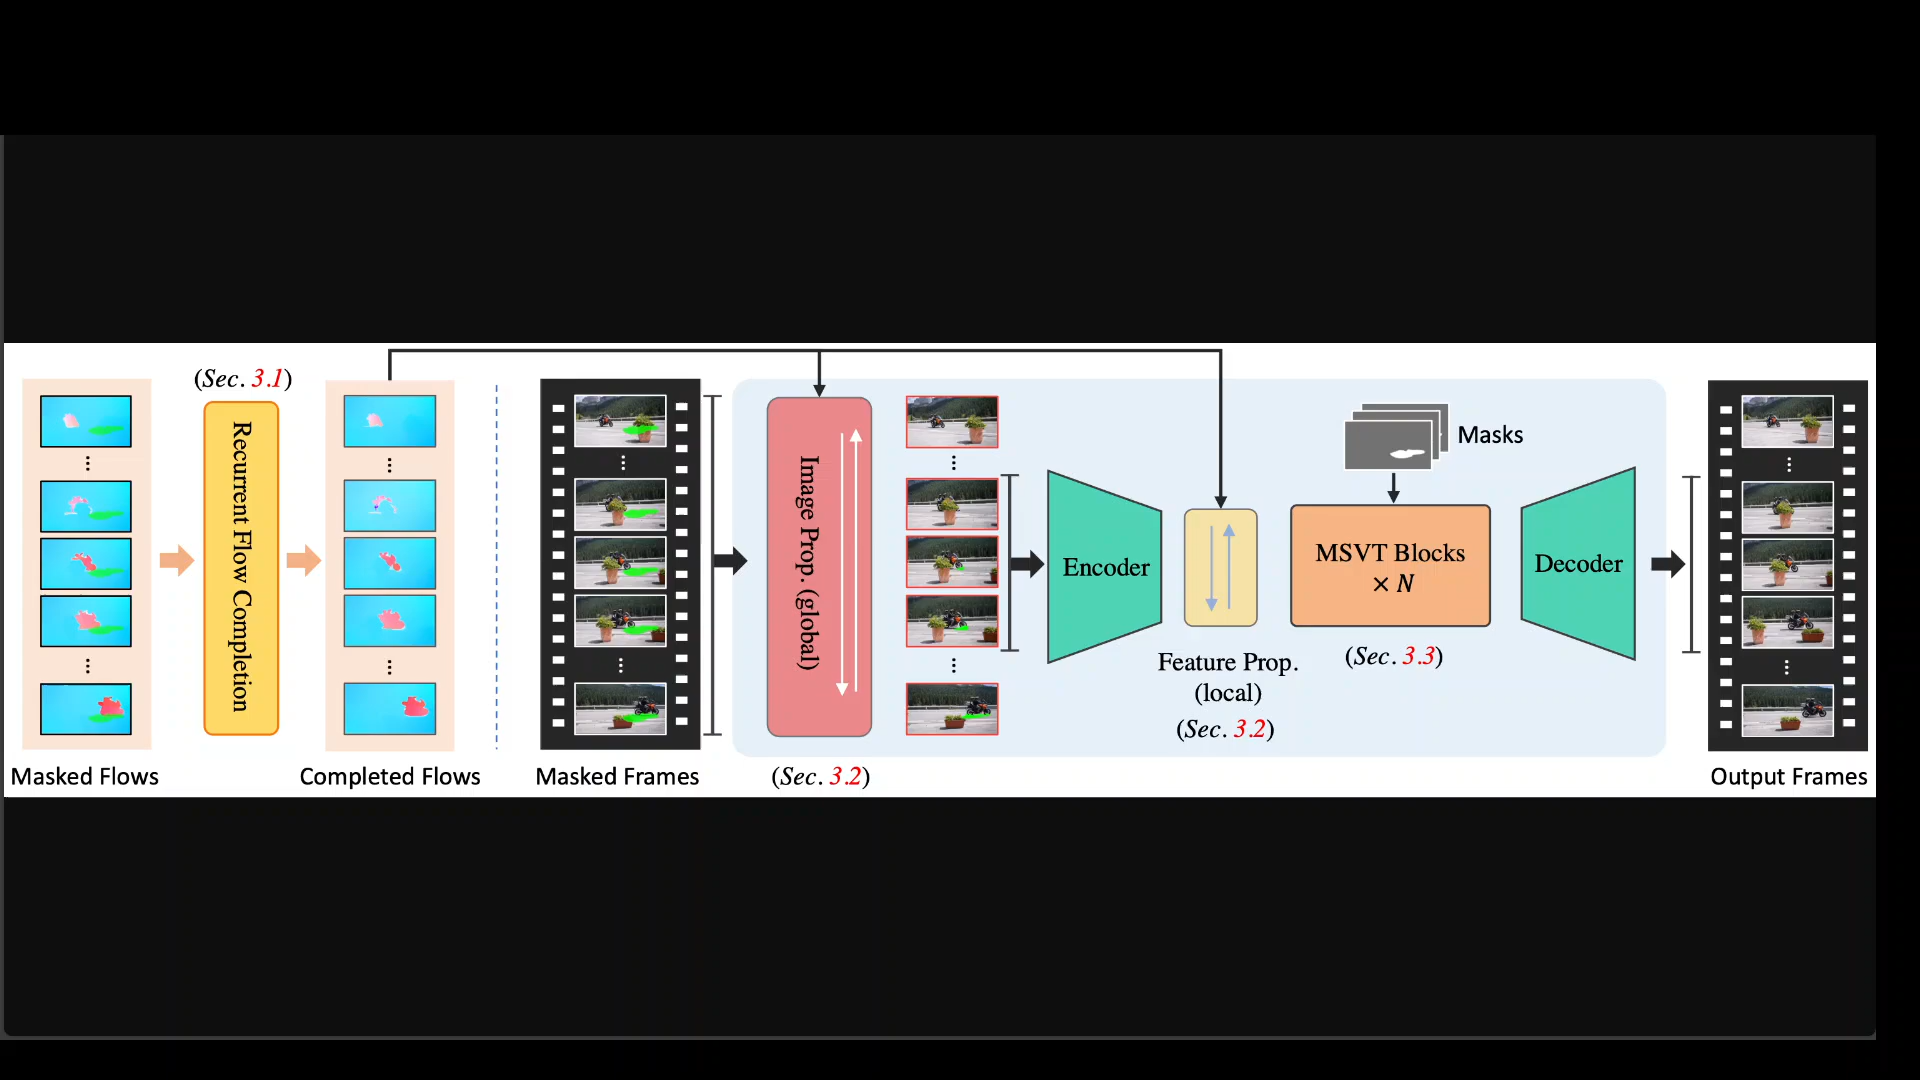 (Sec. 3.1)
Recurrent Flow Completion
Masked Flows
Completed Flows
Masked Frames
Image Prop. (global)
(Sec. 3.2)
Encoder
Feature Prop.
(local)
(Sec. 3.2)
Masks
MSVT Blocks
× N
(Sec. 3.3)
Decoder
Output Frames